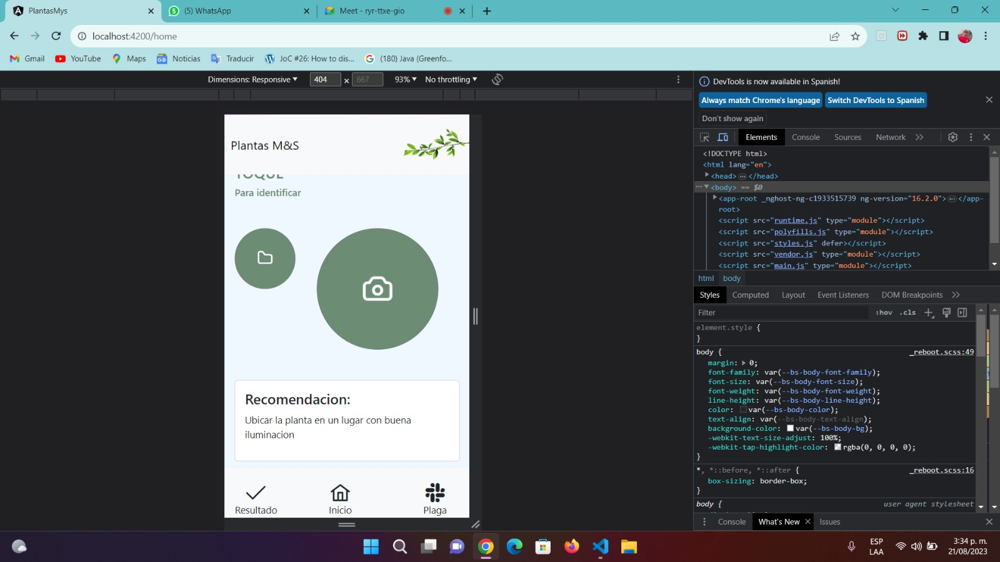 PlantasMys
(5) WhatsApp
Meet - ryr-ttxe-gio
localhost:4200/home
Gmail
YouTube
Maps
Noticias
Traducir
JoC #26: How to dis...
(180) Java (Greenfo...
Dimensions: Responsive
404
×
667
93%
No throttling
Plantas M&S
TOQUE
Para identificar
Recomendacion:
Ubicar la planta en un lugar con buena
iluminacion
Resultado
Inicio
Plaga
DevTools is now available in Spanish!
Always match Chrome's language
Switch DevTools to Spanish
Don't show again
Elements
Console
Sources
Network
<!DOCTYPE html>
<html lang="en">
<head> … </head>
… <body> == $0
<app-root _nghost-ng-c1933515739 ng-version="16.2.0"> … </app-
root>
<script src="runtime.js" type="module"></script>
<script src="polyfills.js" type="module"></script>
<script src="styles.js" defer></script>
<script src="vendor.js" type="module"></script>
<script src="main.js" type="module"></script>
html body
Styles
Computed
Layout
Event Listeners
DOM Breakpoints
Filter
:hov .cls
element.style {
}
body {
_reboot.scss:49
margin: 0;
font-family: var(--bs-body-font-family);
font-size: var(--bs-body-font-size);
font-weight: var(--bs-body-font-weight);
line-height: var(--bs-body-line-height);
color: var(--bs-body-color);
text-align: var(--bs-body-text-align);
background-color: var(--bs-body-bg);
-webkit-text-size-adjust: 100%;
-webkit-tap-highlight-color: rgba(0, 0, 0, 0);
}
*, *::before, *::after {
_reboot.scss:16
box-sizing: border-box;
}
body {
user agent stylesheet
Console
What's New
Issues
ESP
LAA
3:34 p. m.
21/08/2023